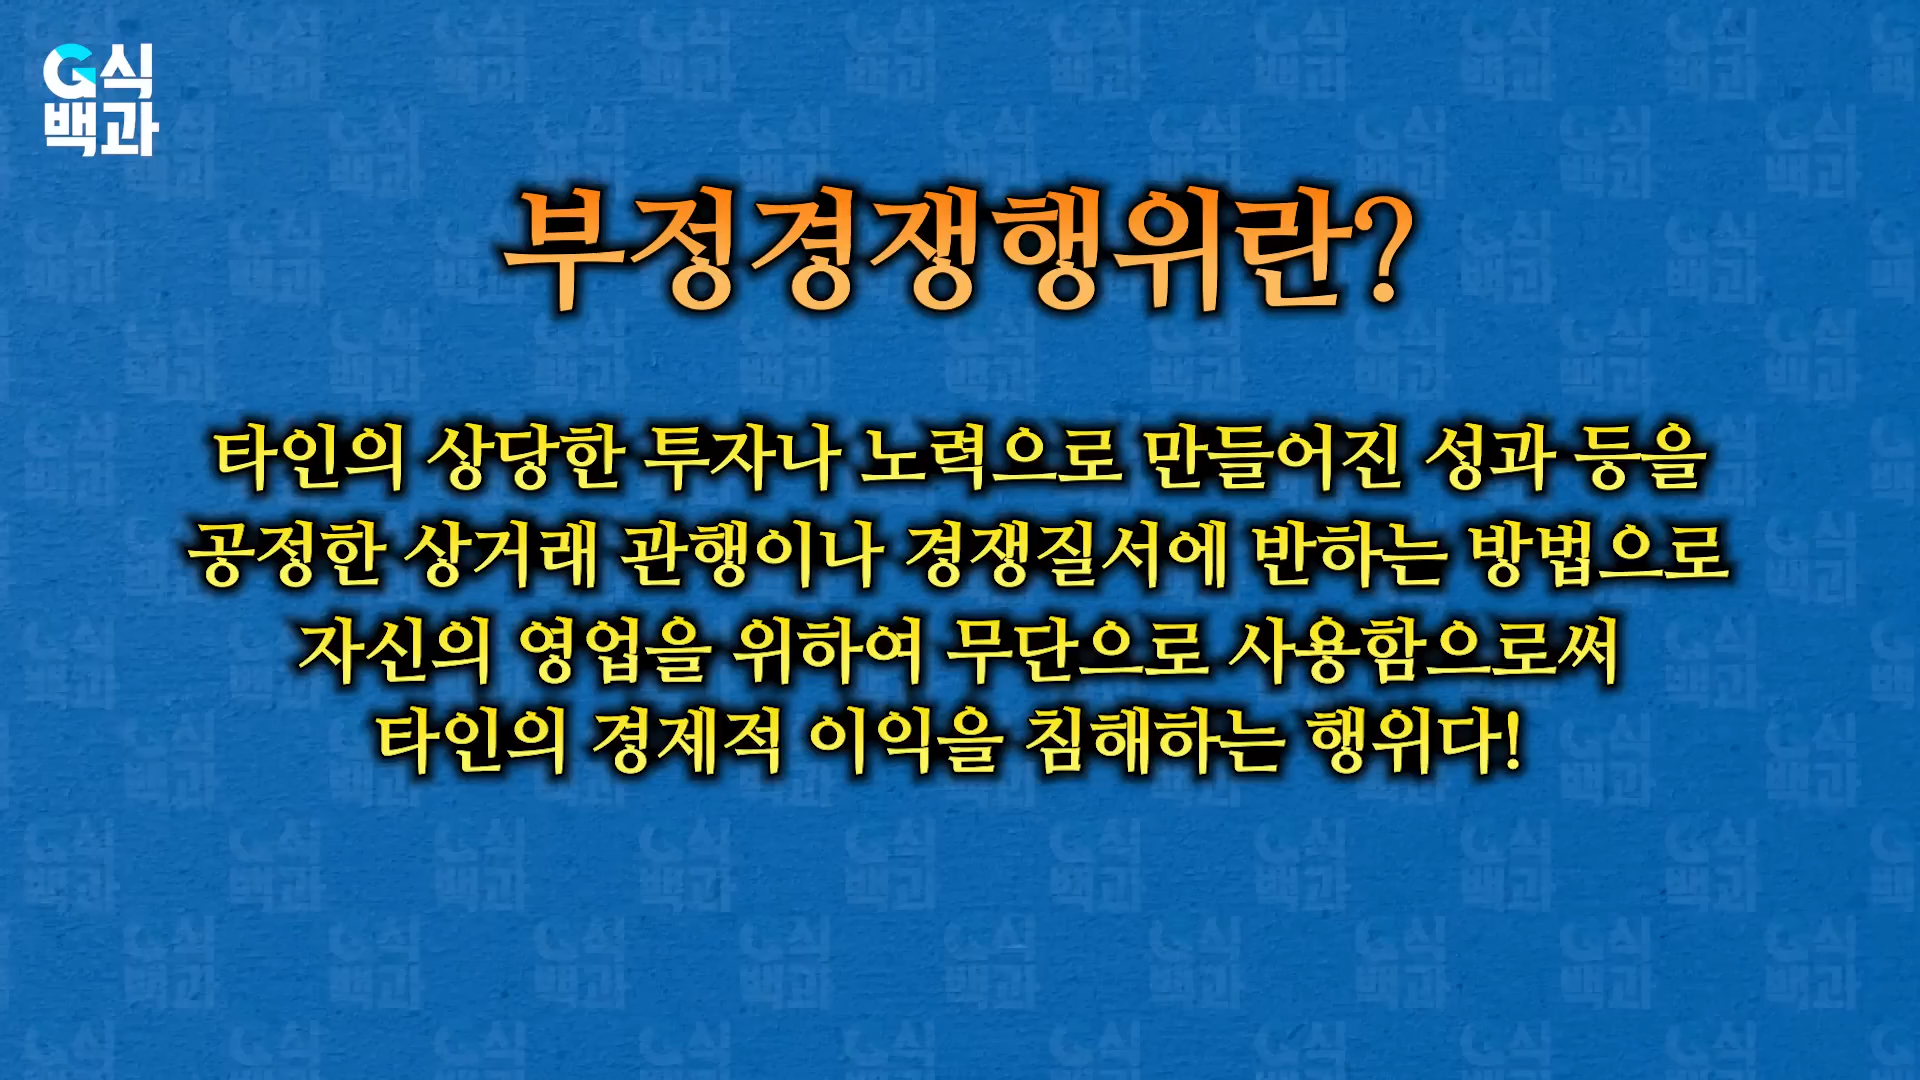 G식
백과
부정경쟁행위란?
타인의 상당한 투자나 노력으로 만들어진 성과 등을
공정한 상거래 관행이나 경쟁질서에 반하는 방법으로
자신의 영업을 위하여 무단으로 사용함으로써
타인의 경제적 이익을 침해하는 행위다!